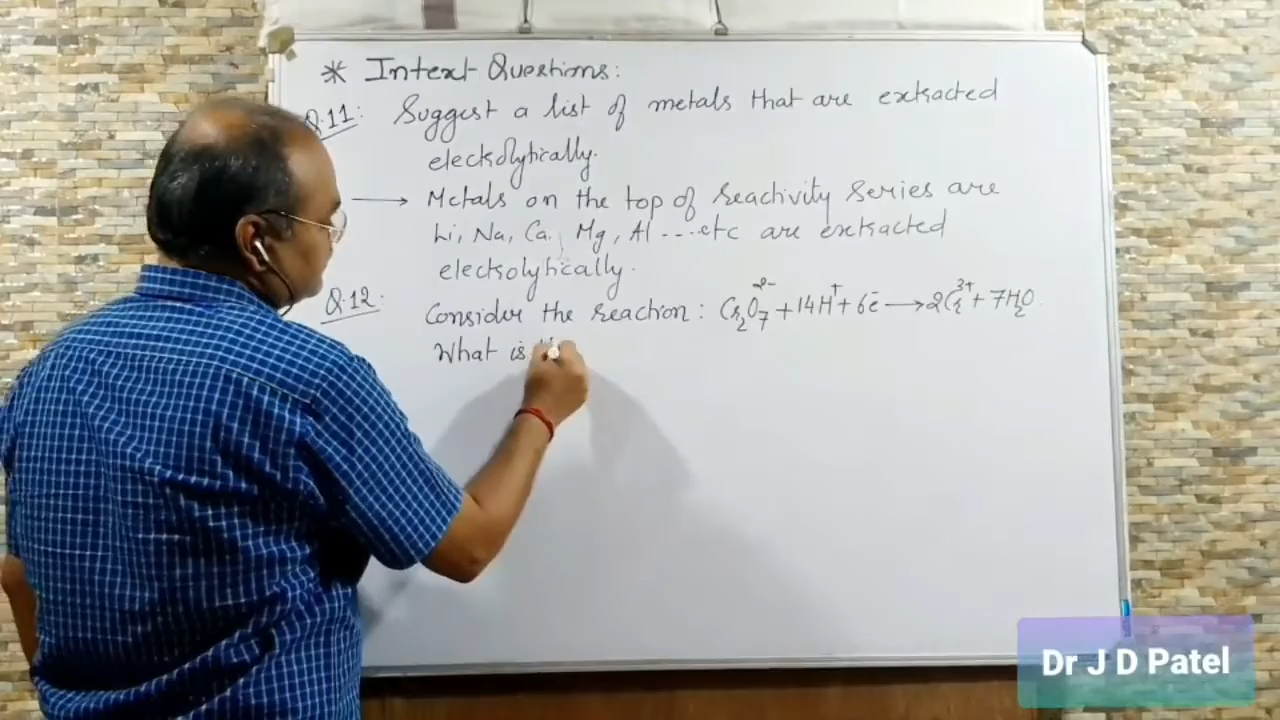 * Intext Questions:
Q.11: Suggest a list of metals that are extracted
electrolytically.
→ Metals on the top of reactivity series are
Li, Na, Ca, Mg, Al ....etc are extracted
electrolytically.
Q.12: Consider the reaction: Cr₂O₇²⁻ + 14H⁺ + 6e⁻ → 2Cr³⁺ + 7H₂O.
What is
Dr J D Patel